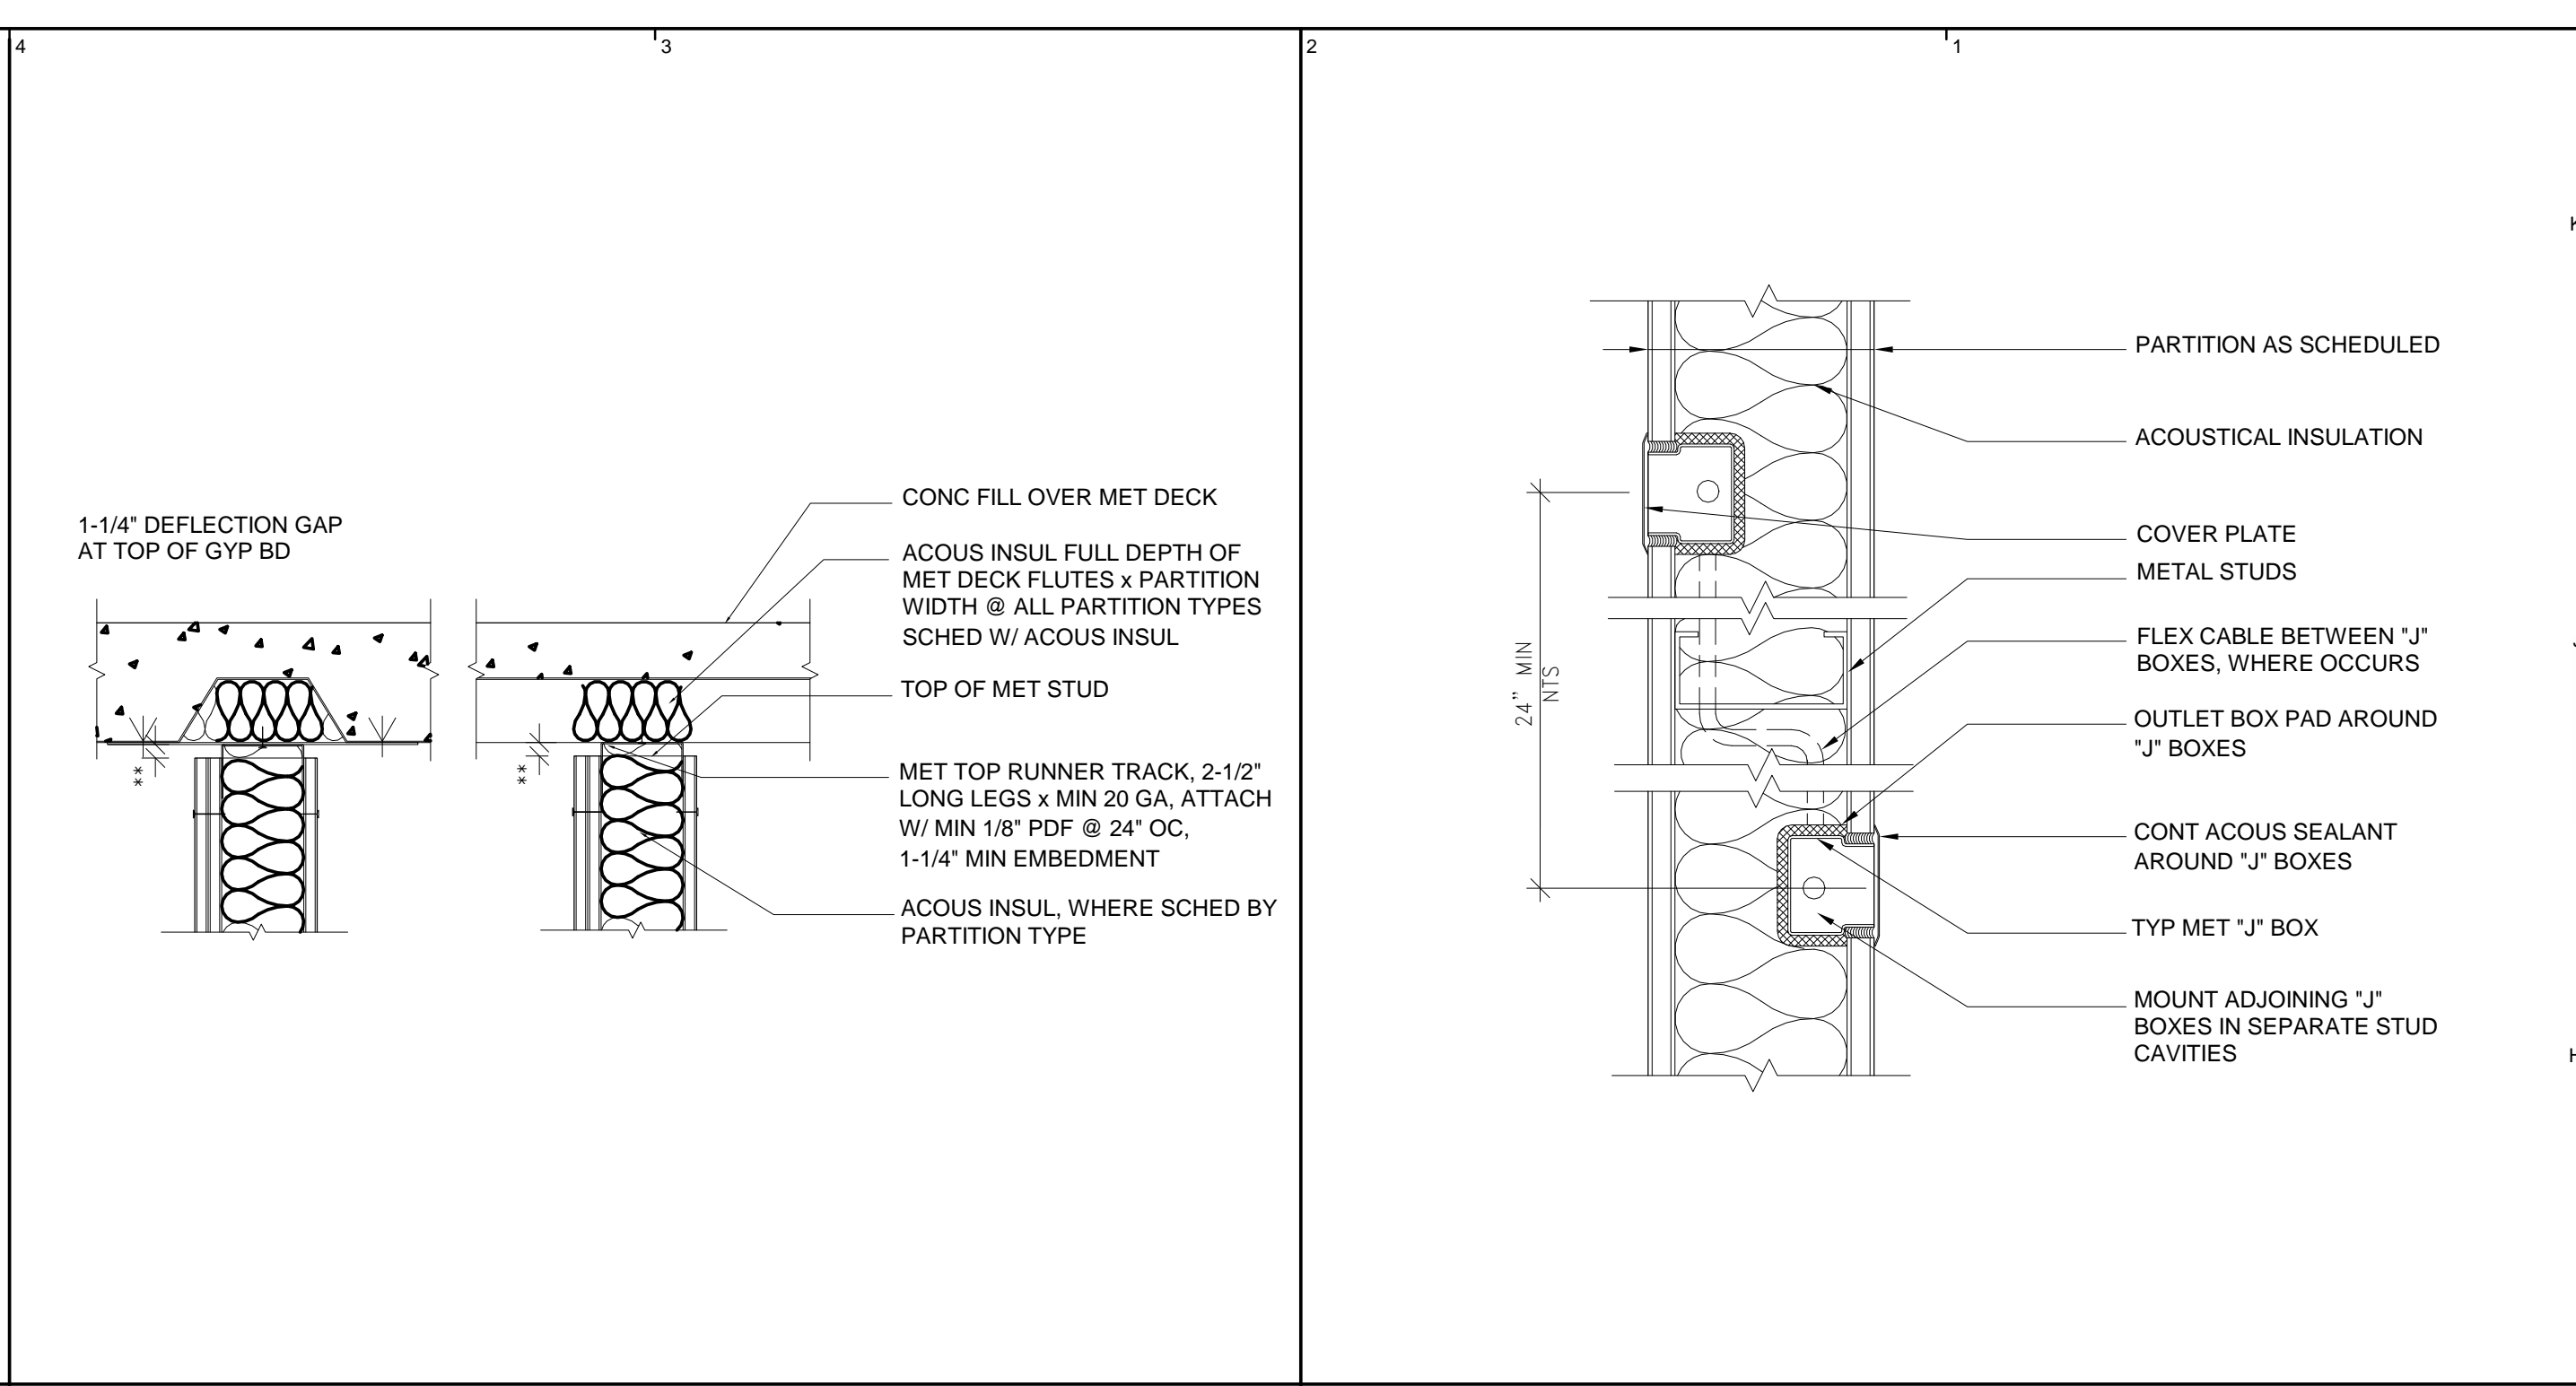 4
3
2
1
1-1/4" DEFLECTION GAP
AT TOP OF GYP BD
CONC FILL OVER MET DECK
ACOUS INSUL FULL DEPTH OF
MET DECK FLUTES x PARTITION
WIDTH @ ALL PARTITION TYPES
SCHED W/ ACOUS INSUL
TOP OF MET STUD
MET TOP RUNNER TRACK, 2-1/2"
LONG LEGS x MIN 20 GA, ATTACH
W/ MIN 1/8" PDF @ 24" OC,
1-1/4" MIN EMBEDMENT
ACOUS INSUL, WHERE SCHED BY
PARTITION TYPE
**
**
24" MIN
NTS
PARTITION AS SCHEDULED
ACOUSTICAL INSULATION
COVER PLATE
METAL STUDS
FLEX CABLE BETWEEN "J"
BOXES, WHERE OCCURS
OUTLET BOX PAD AROUND
"J" BOXES
CONT ACOUS SEALANT
AROUND "J" BOXES
TYP MET "J" BOX
MOUNT ADJOINING "J"
BOXES IN SEPARATE STUD
CAVITIES